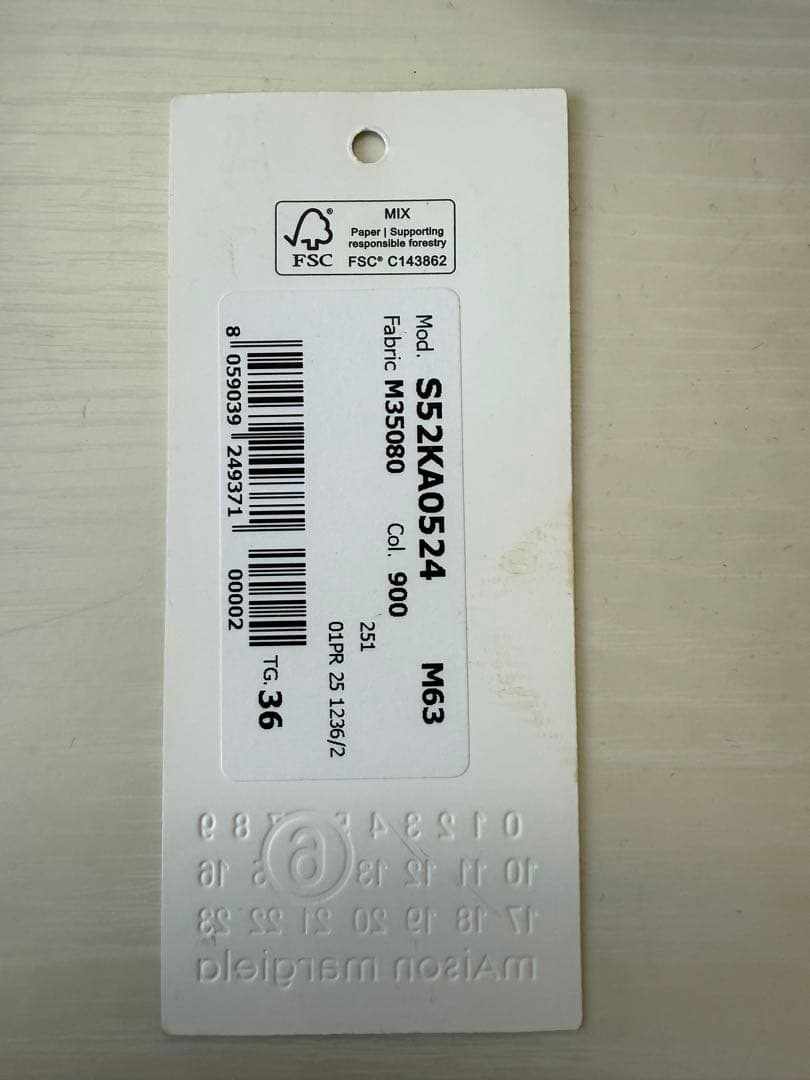 MIX
Paper | Supporting
responsible forestry
FSC® C143862
FSC
Mod. S52KA0524 M63
Fabric M35080 Col. 900
251
01PR 25 1236/2
8 059039 249371 00002
TG. 36
0 1 2 3 4 5 7 8 9
10 11 12 13 6 16
17 18 19 20 21 22 23
mAison margiela